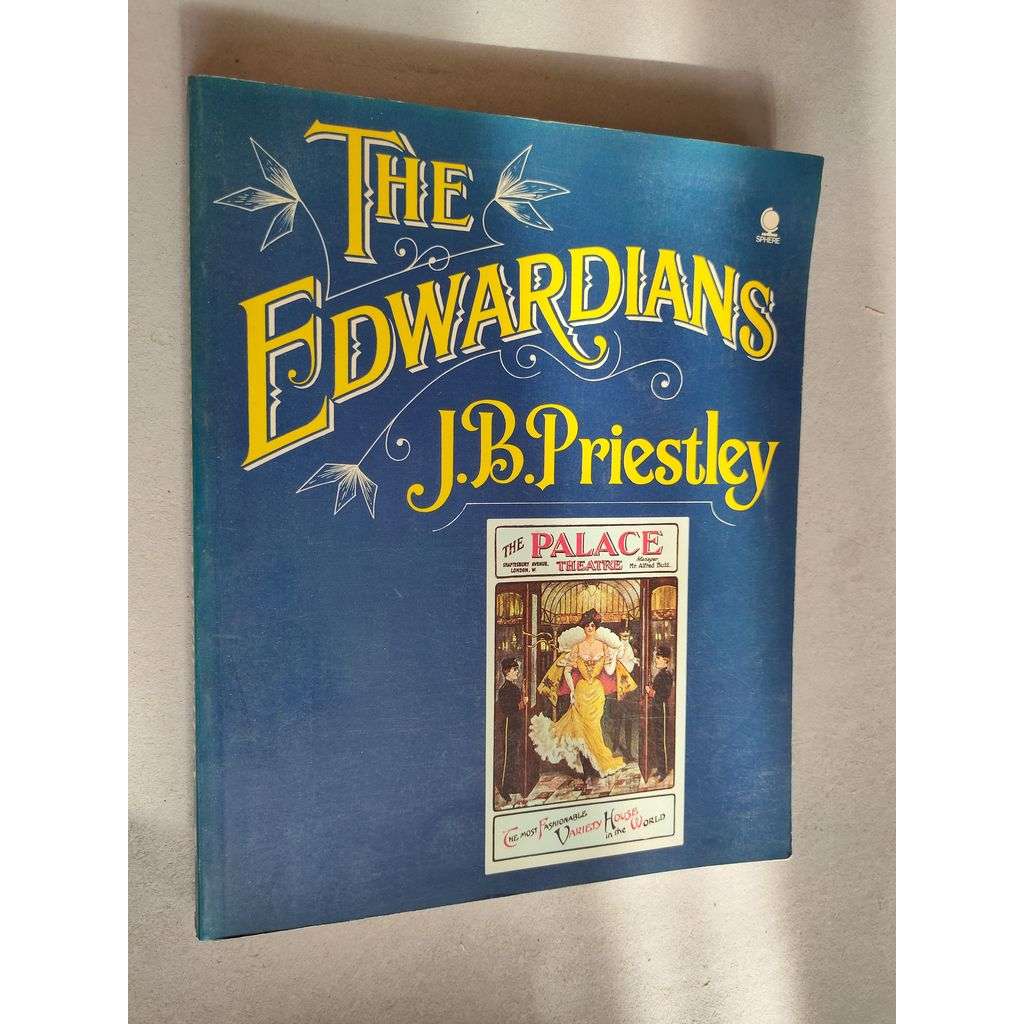 THE
EDWARDIANS
SPHERE
J.B. Priestley
THE PALACE
SHAFTESBURY AVENUE,
LONDON. W
THEATRE
Manager
Mr. Alfred Butt.
THE MOST FASHIONABLE
VARIETY HOUSE
in the WORLD